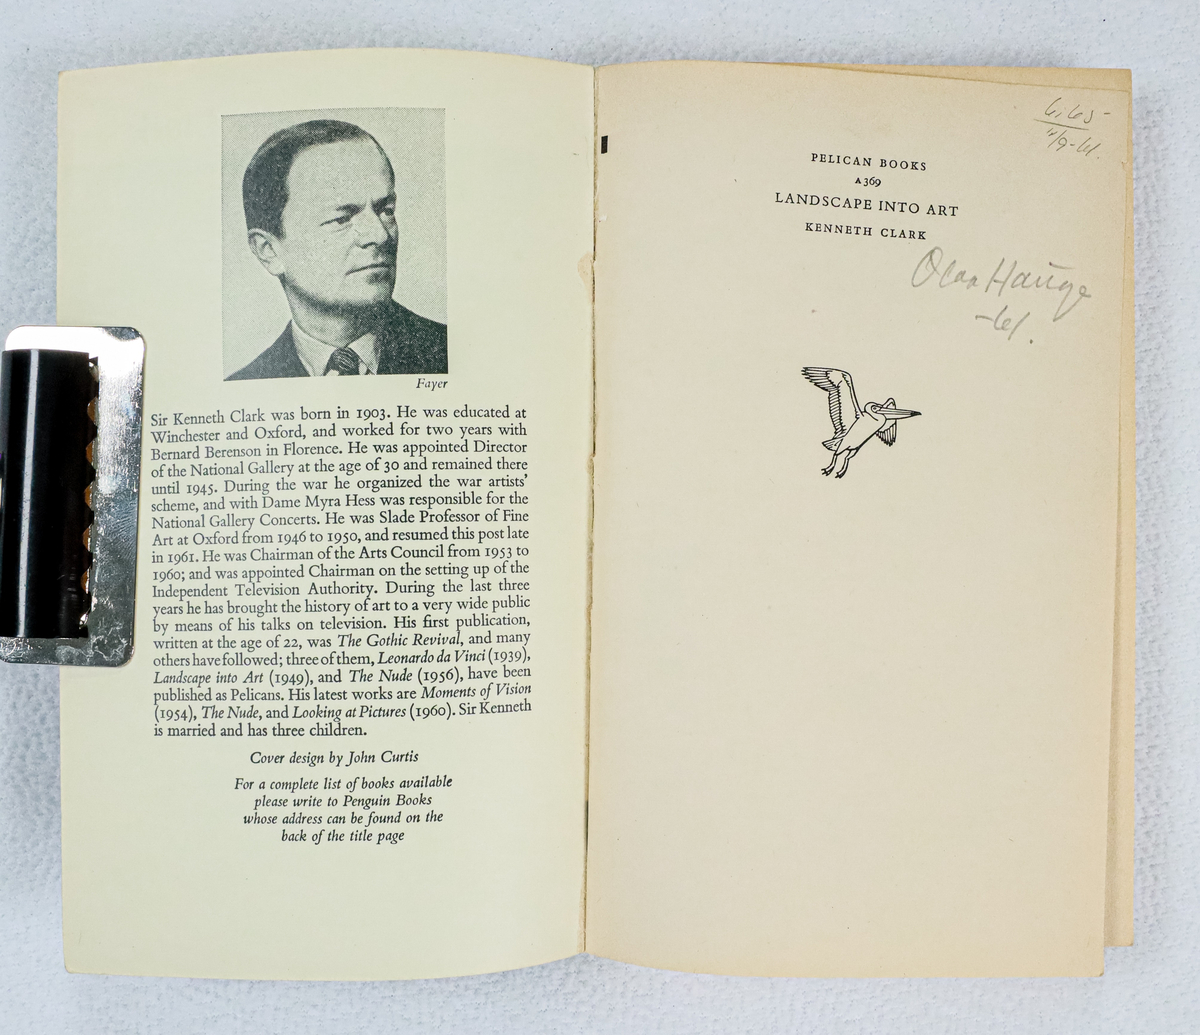 Fayer
Sir Kenneth Clark was born in 1903. He was educated at
Winchester and Oxford, and worked for two years with
Bernard Berenson in Florence. He was appointed Director
of the National Gallery at the age of 30 and remained there
until 1945. During the war he organized the war artists’
scheme, and with Dame Myra Hess was responsible for the
National Gallery Concerts. He was Slade Professor of Fine
Art at Oxford from 1946 to 1950, and resumed this post late
in 1961. He was Chairman of the Arts Council from 1953 to
1960; and was appointed Chairman on the setting up of the
Independent Television Authority. During the last three
years he has brought the history of art to a very wide public
by means of his talks on television. His first publication,
written at the age of 22, was The Gothic Revival, and many
others have followed; three of them, Leonardo da Vinci (1939),
Landscape into Art (1949), and The Nude (1956), have been
published as Pelicans. His latest works are Moments of Vision
(1954), The Nude, and Looking at Pictures (1960). Sir Kenneth
is married and has three children.
Cover design by John Curtis
For a complete list of books available
please write to Penguin Books
whose address can be found on the
back of the title page
6.65-
4/9-61.
PELICAN BOOKS
A 369
LANDSCAPE INTO ART
KENNETH CLARK
Hauge
-61.